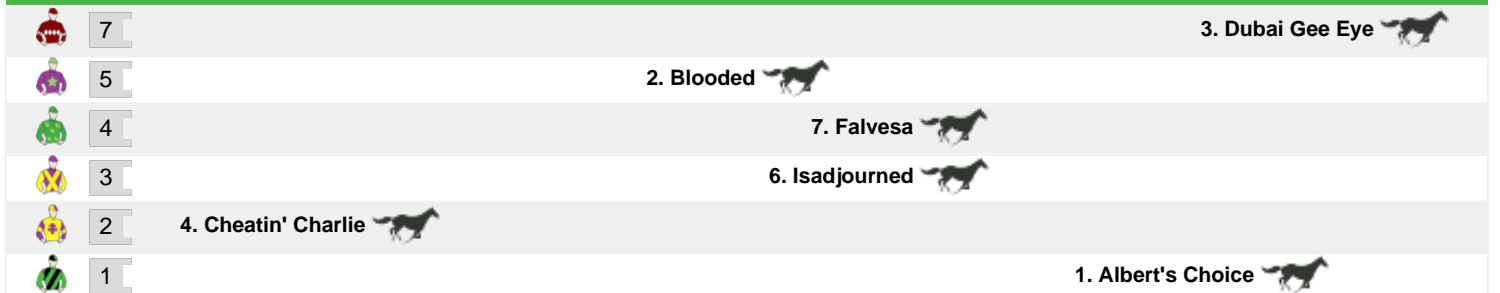 7 3. Dubai Gee Eye
5 2. Blooded
4 7. Falvesa
3 6. Isadjourned
2 4. Cheatin' Charlie
1 1. Albert's Choice